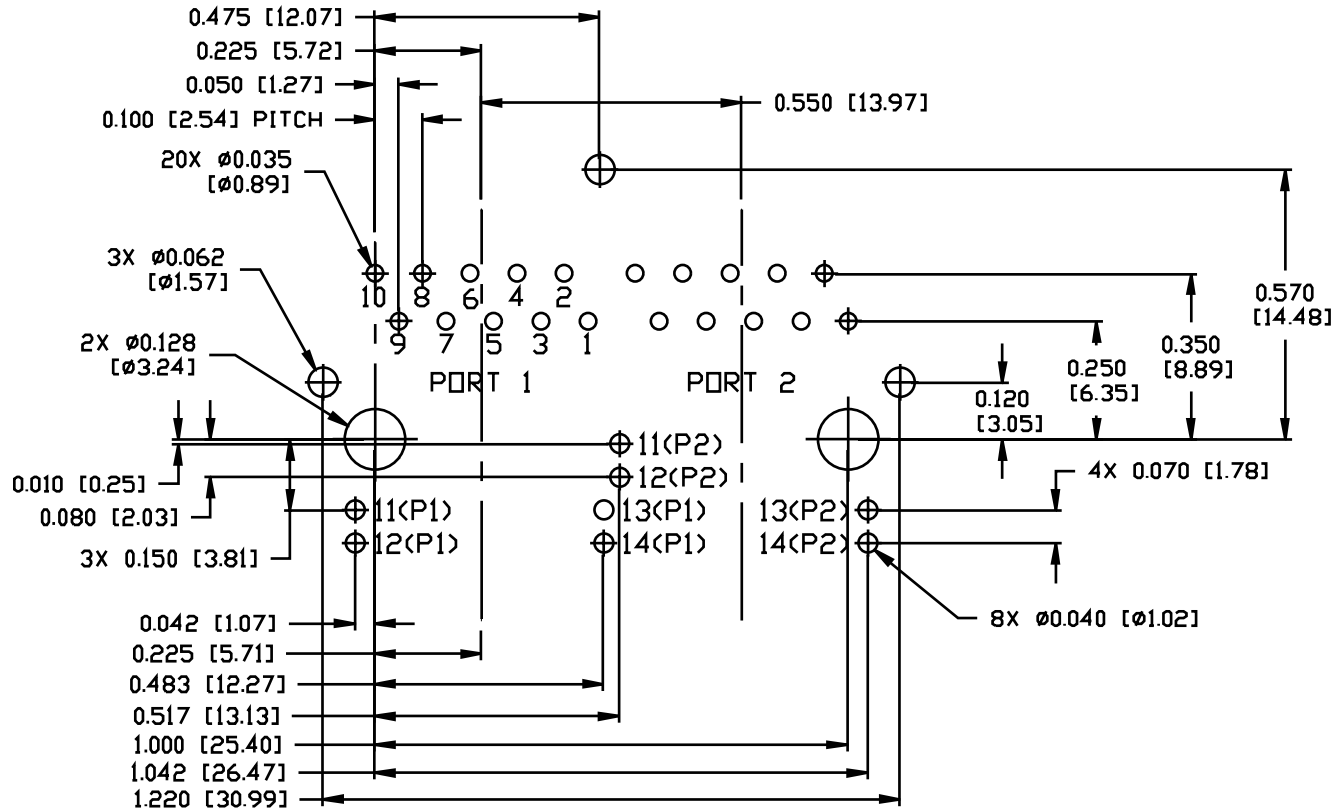 0.475 [12.07]
0.225 [5.72]
0.050 [1.27]
0.550 [13.97]
0.100 [2.54] PITCH
20X ø0.035
[ø0.89]
3X ø0.062
[ø1.57]
10 8 6 4 2
0.570
[14.48]
9 7 5 3 1
2X ø0.128
[ø3.24]
0.350
[8.89]
0.250
[6.35]
PORT 1
PORT 2
0.120
[3.05]
11(P2)
4X 0.070 [1.78]
0.010 [0.25]
12(P2)
0.080 [2.03]
11(P1)
13(P1)
13(P2)
12(P1)
14(P1)
14(P2)
3X 0.150 [3.81]
8X ø0.040 [ø1.02]
0.042 [1.07]
0.225 [5.71]
0.483 [12.27]
0.517 [13.13]
1.000 [25.40]
1.042 [26.47]
1.220 [30.99]